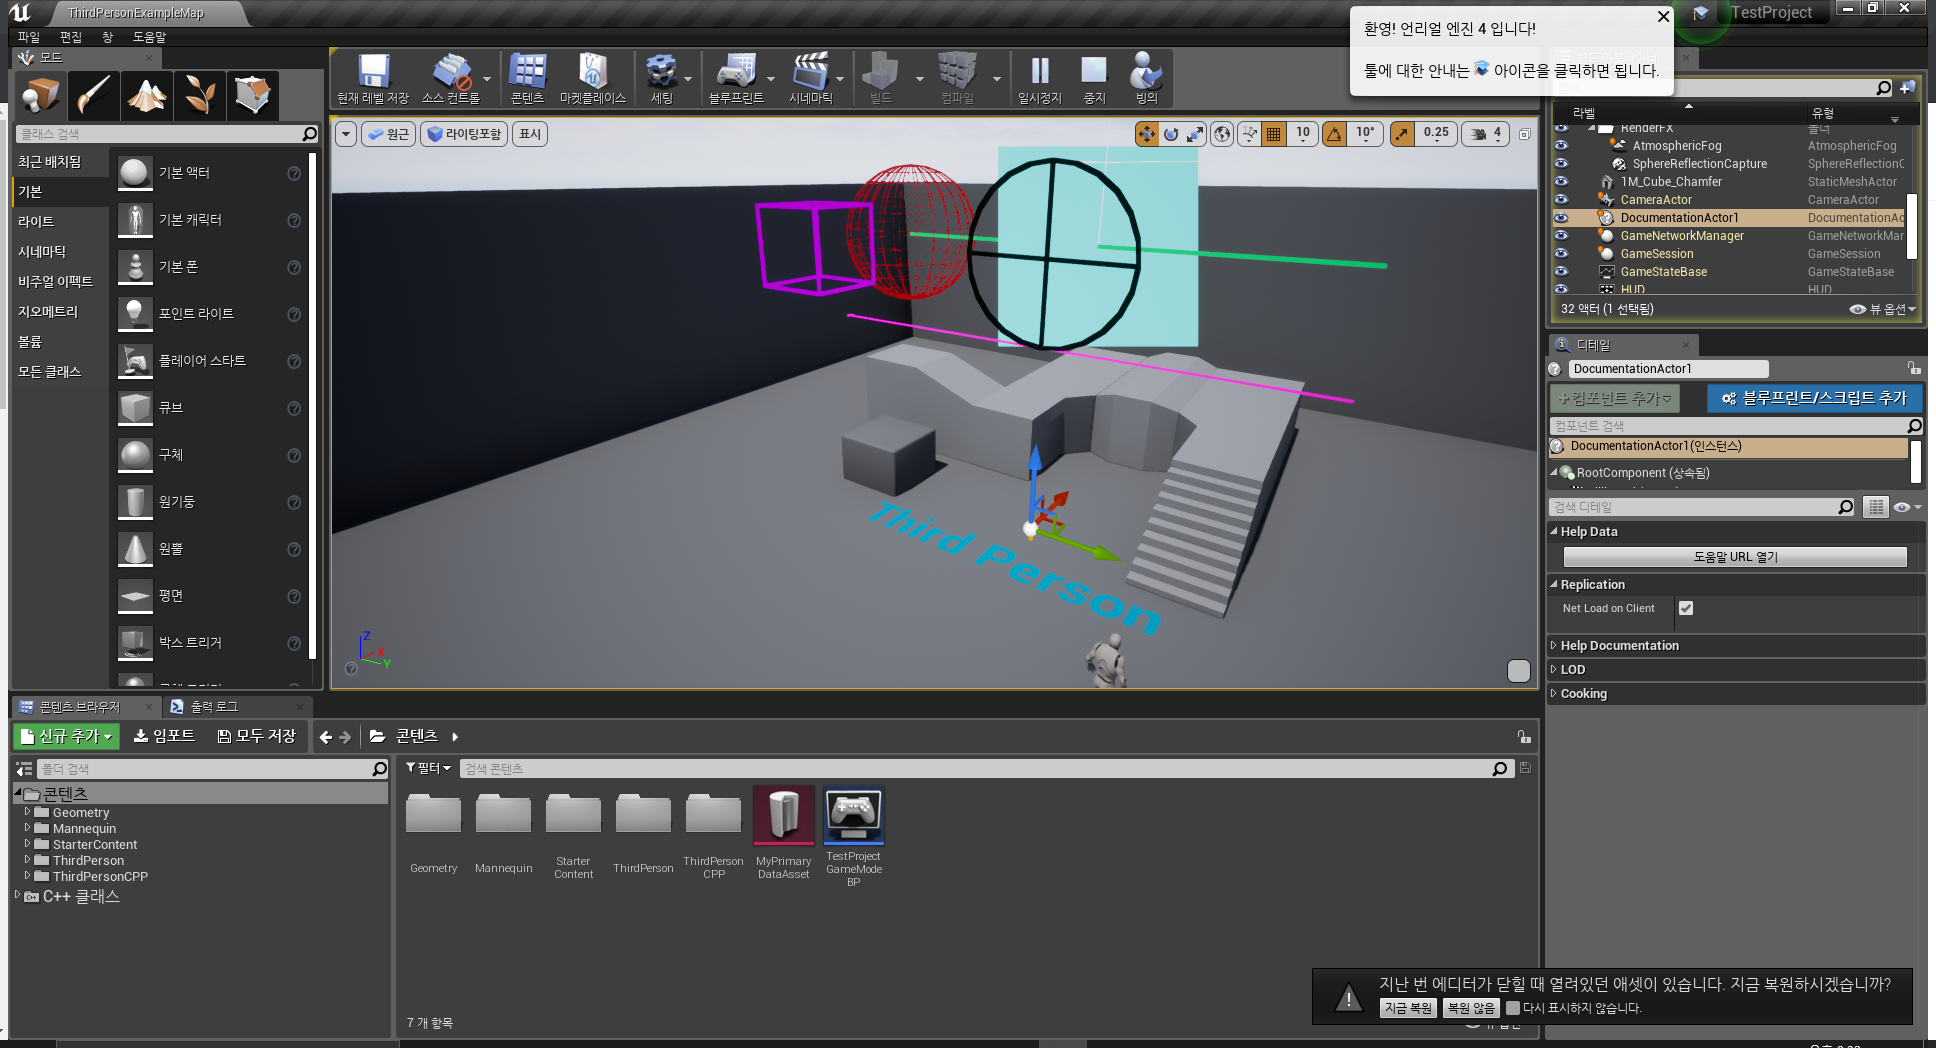 ThirdPersonExampleMap
TestProject
파일 편집 창 도움말
환영! 언리얼 엔진 4 입니다!
툴에 대한 안내는 아이콘을 클릭하면 됩니다.
모드
현재 레벨 저장
소스 컨트롤
콘텐츠
마켓플레이스
세팅
블루프린트
시네마틱
빌드
컴파일
일시정지
중지
빙의
클래스 검색
최근 배치됨
기본
라이트
시네마틱
비주얼 이펙트
지오메트리
볼륨
모든 클래스
기본 액터
기본 캐릭터
기본 폰
포인트 라이트
플레이어 스타트
큐브
구체
원기둥
원뿔
평면
박스 트리거
원근
라이팅포함
표시
10
10°
0.25
4
Third Person
Z
X
Y
라벨 유형
RenderFX 폴더
AtmosphericFog AtmosphericFog
SphereReflectionCapture SphereReflectionC
1M_Cube_Chamfer StaticMeshActor
CameraActor CameraActor
DocumentationActor1 DocumentationAc
GameNetworkManager GameNetworkMar
GameSession GameSession
GameStateBase GameStateBase
HUD HUD
32 액터 (1 선택됨)
뷰 옵션
디테일
DocumentationActor1
컴포넌트 추가
블루프린트/스크립트 추가
컴포넌트 검색
DocumentationActor1(인스턴스)
RootComponent (상속됨)
검색 디테일
Help Data
도움말 URL 열기
Replication
Net Load on Client
Help Documentation
LOD
Cooking
콘텐츠 브라우저
출력 로그
신규 추가
임포트
모두 저장
콘텐츠
폴더 검색
콘텐츠
Geometry
Mannequin
StarterContent
ThirdPerson
ThirdPersonCPP
C++ 클래스
필터
검색 콘텐츠
Geometry
Mannequin
Starter
Content
ThirdPerson
ThirdPerson
CPP
MyPrimary
DataAsset
TestProject
GameMode
BP
7 개 항목
지난 번 에디터가 닫힐 때 열려있던 애셋이 있습니다. 지금 복원하시겠습니까?
지금 복원
복원 않음
다시 표시하지 않습니다.